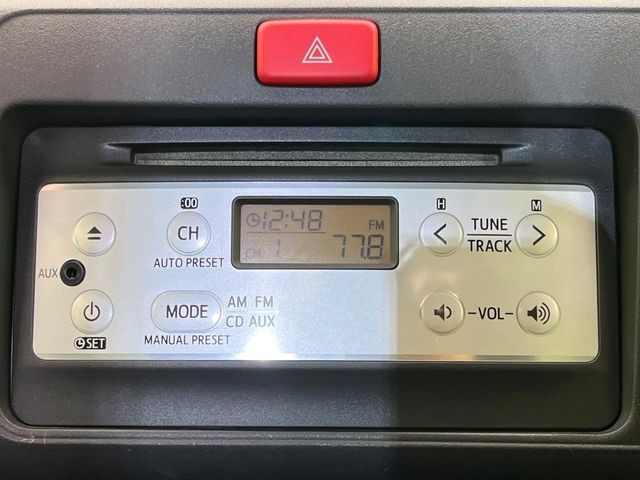 :00
H
M
CH
AUTO PRESET
12:48
FM
CH 1 77.8
TUNE
TRACK
AUX
MODE
AM FM
CD AUX
MANUAL PRESET
SET
-VOL-